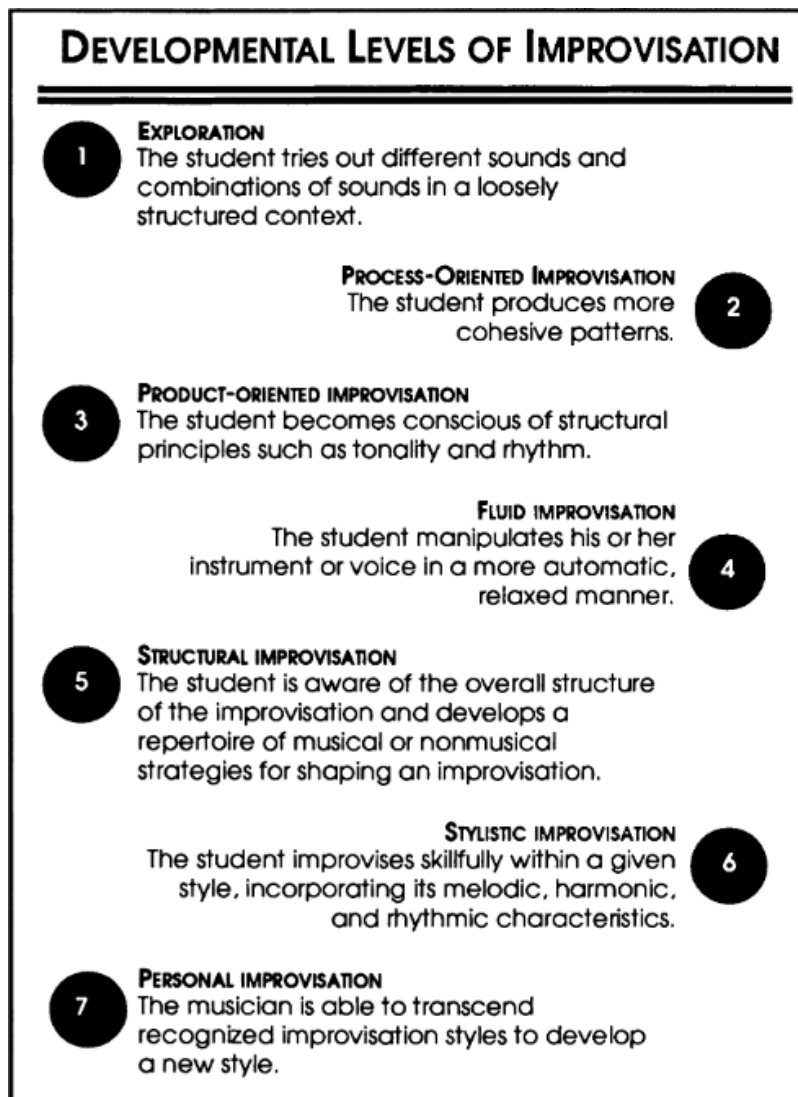 DEVELOPMENTAL LEVELS OF IMPROVISATION
1
EXPLORATION
The student tries out different sounds and
combinations of sounds in a loosely
structured context.
PROCESS-ORIENTED IMPROVISATION
The student produces more
cohesive patterns.
2
3
PRODUCT-ORIENTED IMPROVISATION
The student becomes conscious of structural
principles such as tonality and rhythm.
FLUID IMPROVISATION
The student manipulates his or her
instrument or voice in a more automatic,
relaxed manner.
4
5
STRUCTURAL IMPROVISATION
The student is aware of the overall structure
of the improvisation and develops a
repertoire of musical or nonmusical
strategies for shaping an improvisation.
STYLISTIC IMPROVISATION
The student improvises skillfully within a given
style, incorporating its melodic, harmonic,
and rhythmic characteristics.
6
7
PERSONAL IMPROVISATION
The musician is able to transcend
recognized improvisation styles to develop
a new style.